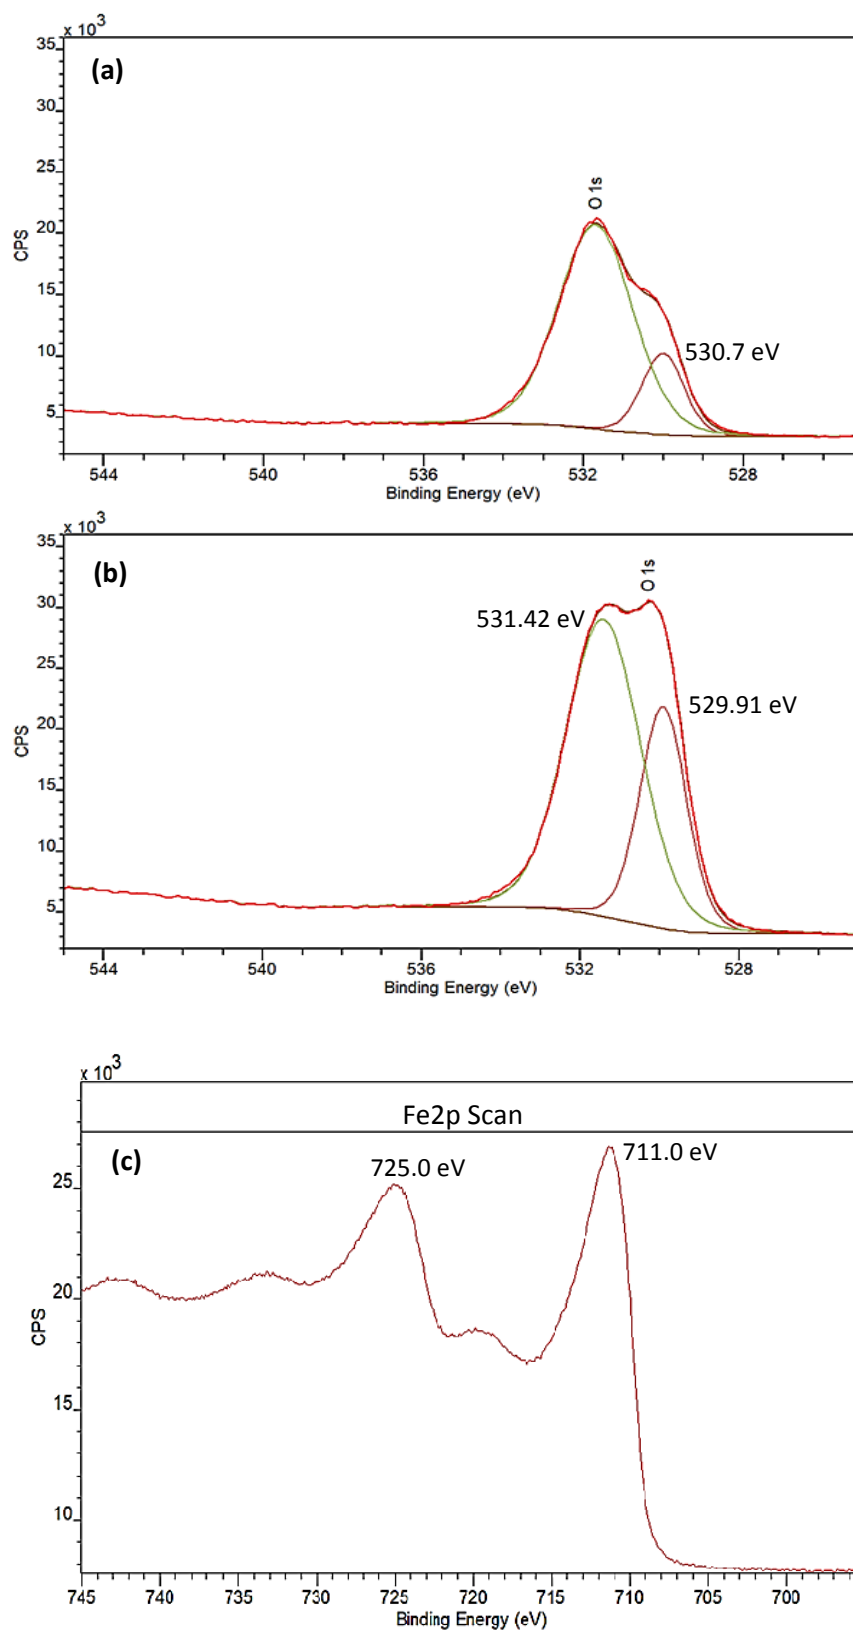 x 10³
(a)
35
30
25
20
15
10
5
CPS
O 1s
530.7 eV
544 540 536 532 528
Binding Energy (eV)
x 10³
(b)
35
30
25
20
15
10
5
CPS
O 1s
531.42 eV
529.91 eV
544 540 536 532 528
Binding Energy (eV)
x 10³
Fe2p Scan
(c)
725.0 eV
711.0 eV
25
20
15
10
CPS
745 740 735 730 725 720 715 710 705 700
Binding Energy (eV)